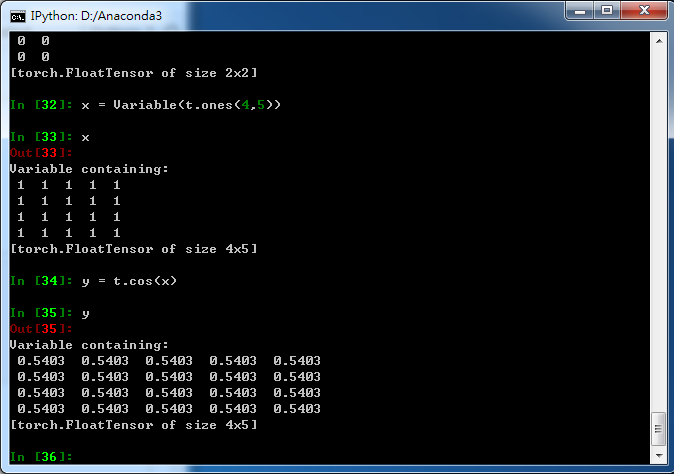 IPython: D:/Anaconda3
0  0
0  0
[torch.FloatTensor of size 2x2]
In [32]: x = Variable(t.ones(4,5))
In [33]: x
Out[33]:
Variable containing:
1  1  1  1  1
1  1  1  1  1
1  1  1  1  1
1  1  1  1  1
[torch.FloatTensor of size 4x5]
In [34]: y = t.cos(x)
In [35]: y
Out[35]:
Variable containing:
0.5403  0.5403  0.5403  0.5403  0.5403
0.5403  0.5403  0.5403  0.5403  0.5403
0.5403  0.5403  0.5403  0.5403  0.5403
0.5403  0.5403  0.5403  0.5403  0.5403
[torch.FloatTensor of size 4x5]
In [36]: